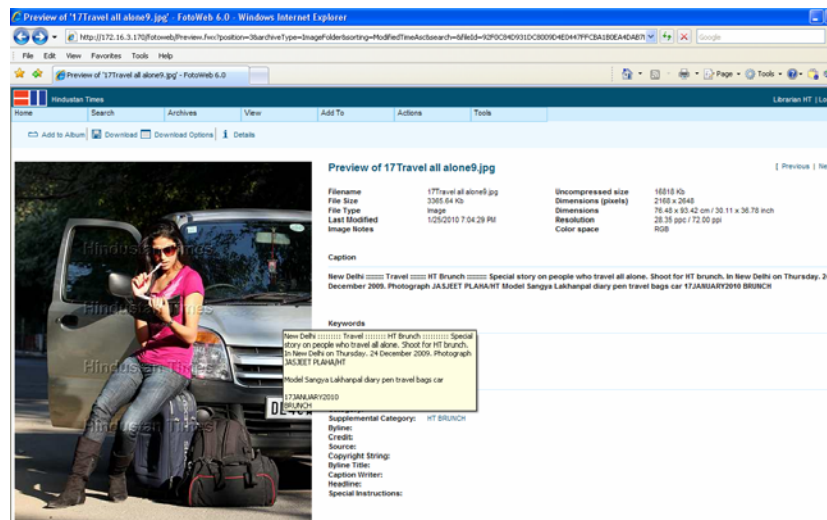 Preview of '17Travel all alone9.jpg' - FotoWeb 6.0 - Windows Internet Explorer
Google
File Edit View Favorites Tools Help
Preview of '17Travel all alone9.jpg' - FotoWeb 6.0
Page Tools
Hindustan Times
Librarian HT | Lo
Home Search Archives View Add To Actions Tools
Add to Album Download Download Options Details
Preview of 17Travel all alone9.jpg
[ Previous | Ne
Filename 17Travel all alone9.jpg Uncompressed size 16818 Kb
File Size 3365.64 Kb Dimensions (pixels) 2168 x 2648
File Type Image Dimensions 76.48 x 93.42 cm / 30.11 x 36.78 inch
Last Modified 1/25/2010 7:04:29 PM Resolution 28.35 ppc / 72.00 ppi
Image Notes Color space RGB
Caption
New Delhi Travel HT Brunch Special story on people who travel all alone. Shoot for HT brunch. In New Delhi on Thursday. 2
December 2009. Photograph JASJEET PLAHA/HT Model Sangya Lakhanpal diary pen travel bags car 17JANUARY2010 BRUNCH
Keywords
New Delhi Travel HT Brunch Special
story on people who travel all alone. Shoot for HT brunch.
In New Delhi on Thursday. 24 December 2009. Photograph
JASJEET PLAHA/HT
Model Sangya Lakhanpal diary pen travel bags car
17JANUARY2010
BRUNCH
Supplemental Category: HT BRUNCH
Byline:
Credit:
Source:
Copyright String:
Byline Title:
Caption Writer:
Headline:
Special Instructions:
Hindustan Times
Hindustan Times
Hindustan Times
Hindustan Times